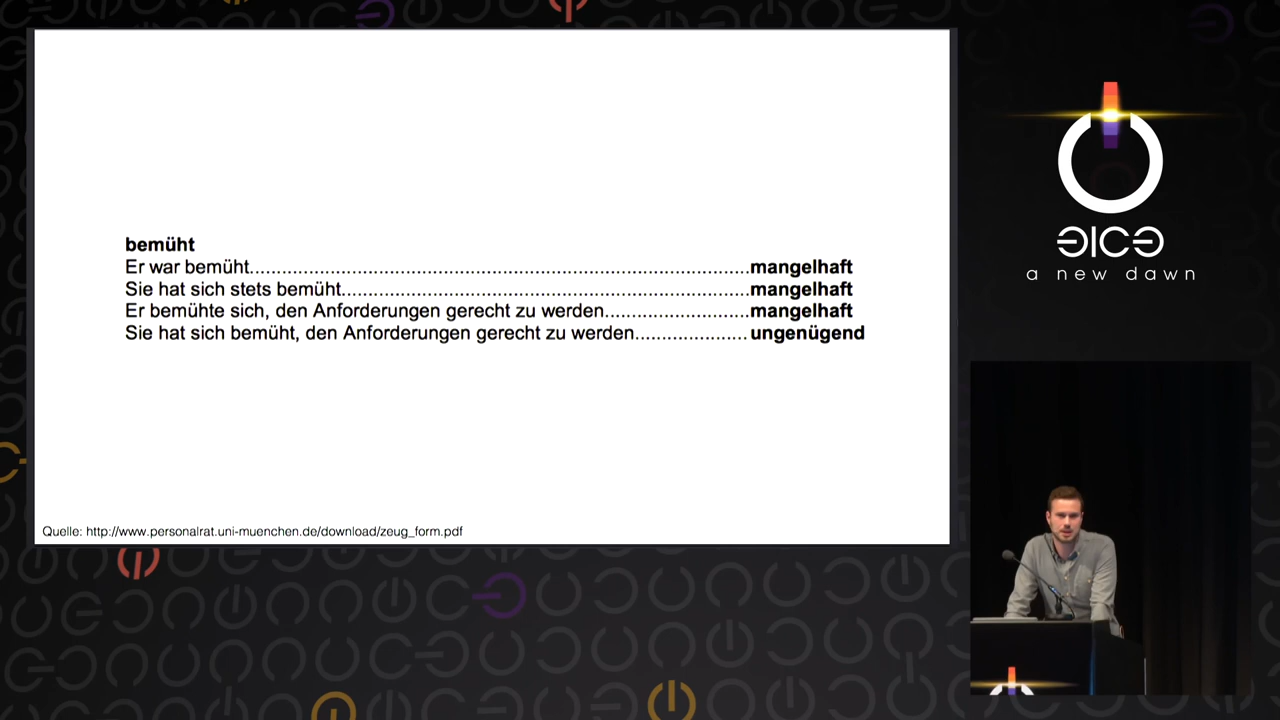 bemüht
Er war bemüht..............................................................................................mangelhaft
Sie hat sich stets bemüht.............................................................................mangelhaft
Er bemühte sich, den Anforderungen gerecht zu werden...........................mangelhaft
Sie hat sich bemüht, den Anforderungen gerecht zu werden.....................ungenügend
Quelle: http://www.personalrat.uni-muenchen.de/download/zeug_form.pdf
a new dawn